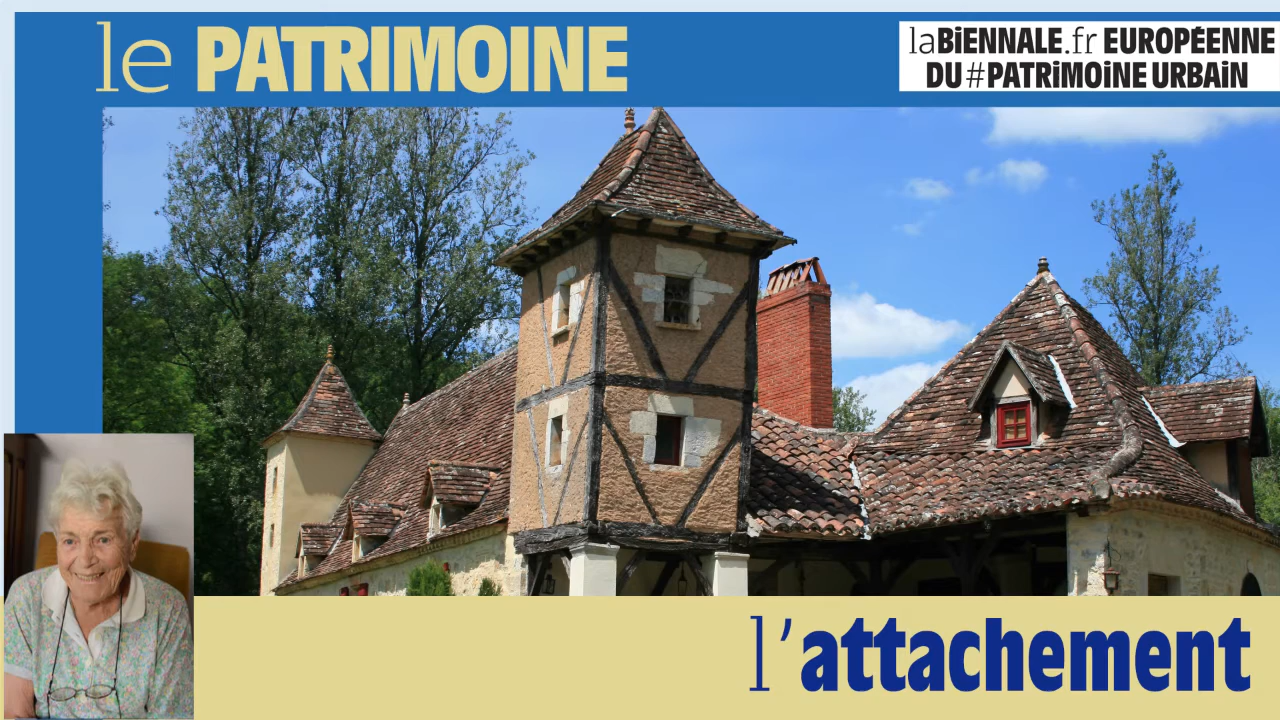 le PATRIMOINE
laBiENNALE.fr EUROPÉENNE
DU#PATRiMOiNE URBAiN
l'attachement